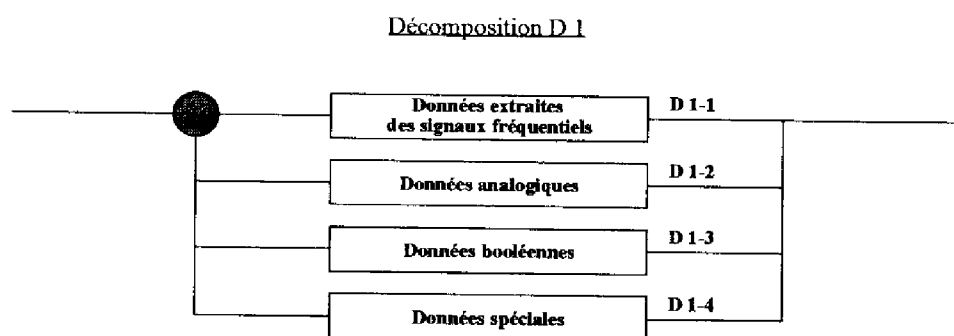 Décomposition D 1
Données extraites
des signaux fréquentiels
D 1-1
Données analogiques
D 1-2
Données booléennes
D 1-3
Données spéciales
D 1-4